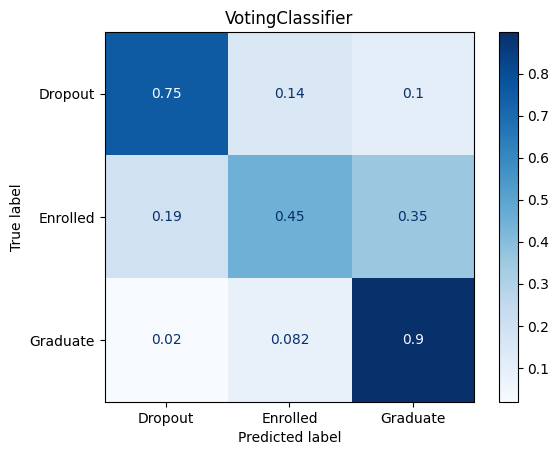 VotingClassifier
Dropout 0.75 0.14 0.1
Enrolled 0.19 0.45 0.35
Graduate 0.02 0.082 0.9
Dropout Enrolled Graduate
Predicted label
True label
0.8
0.7
0.6
0.5
0.4
0.3
0.2
0.1